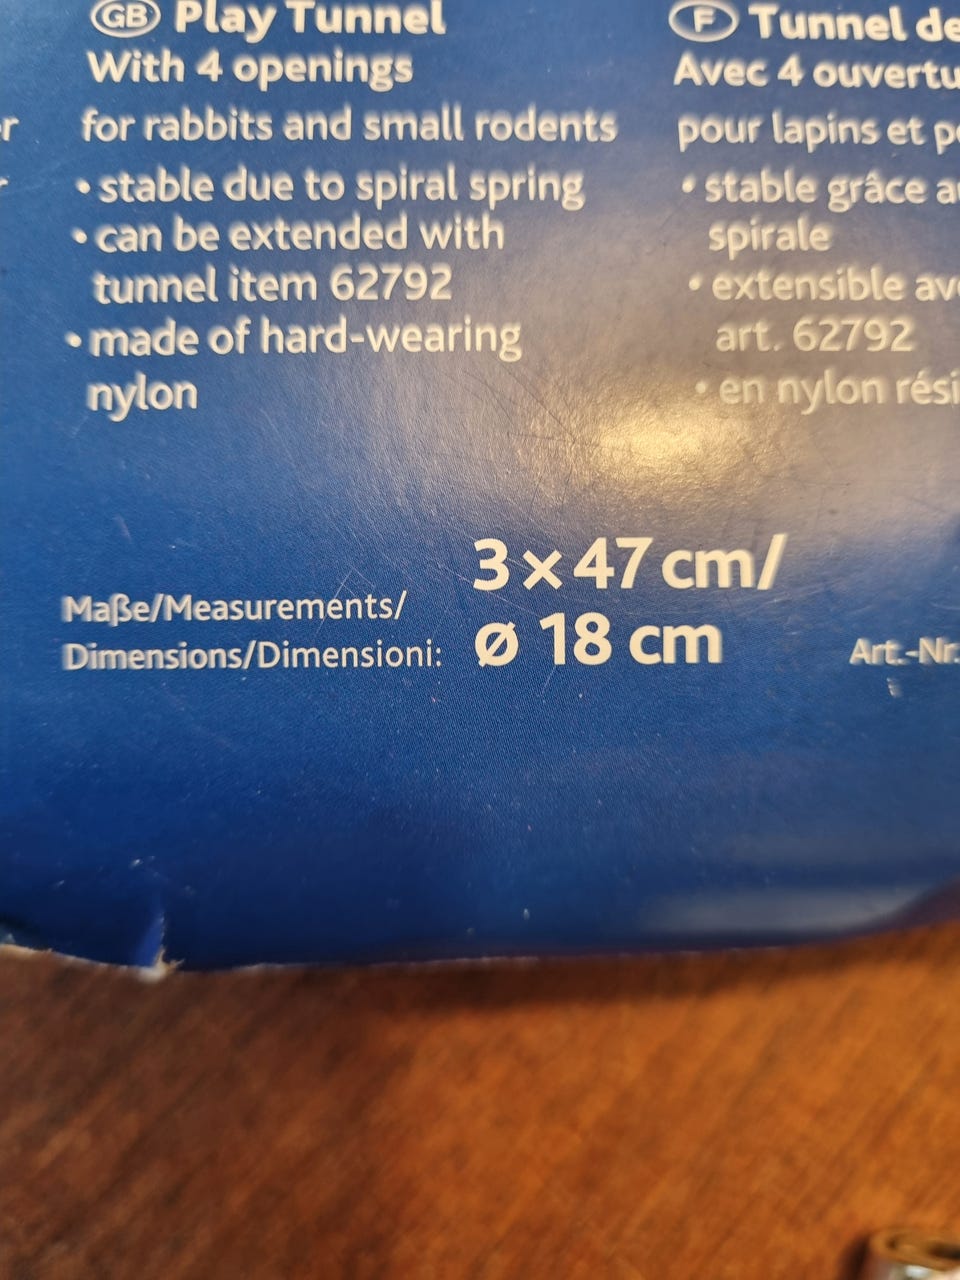 GB Play Tunnel
With 4 openings
for rabbits and small rodents
• stable due to spiral spring
• can be extended with
tunnel item 62792
• made of hard-wearing
nylon
F Tunnel de
Avec 4 ouvertu
pour lapins et p
• stable grâce a
spirale
• extensible av
art. 62792
• en nylon rési
Maße/Measurements/
Dimensions/Dimensioni:
3 x 47 cm/
ø 18 cm
Art.-Nr.